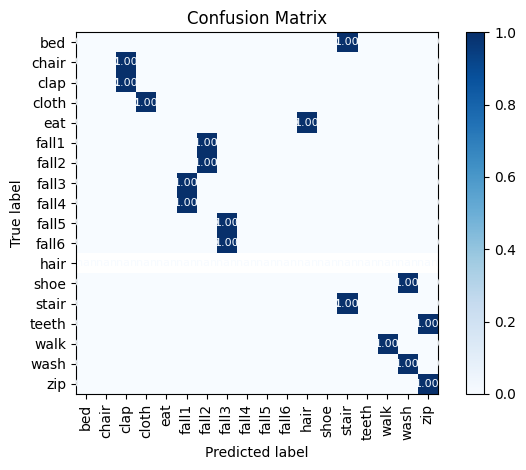 Confusion Matrix
True label
bed 1.00
chair 1.00
clap 1.00
cloth 1.00
eat 1.00
fall1 1.00
fall2 1.00
fall3 1.00
fall4 1.00
fall5 1.00
fall6 1.00
hair
shoe 1.00
stair 1.00
teeth 1.00
walk 1.00
wash 1.00
zip 1.00
bed chair clap cloth eat fall1 fall2 fall3 fall4 fall5 fall6 hair shoe stair teeth walk wash zip
Predicted label
1.0
0.8
0.6
0.4
0.2
0.0